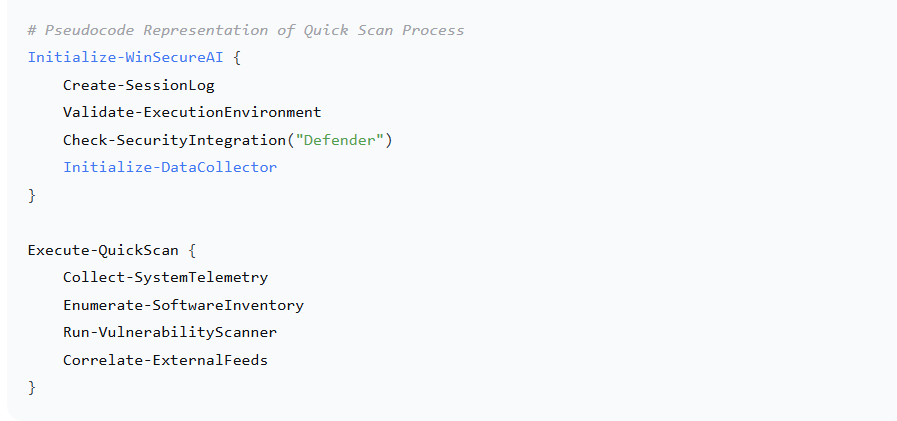 # Pseudocode Representation of Quick Scan Process
Initialize-WinSecureAI {
    Create-SessionLog
    Validate-ExecutionEnvironment
    Check-SecurityIntegration("Defender")
    Initialize-DataCollector
}

Execute-QuickScan {
    Collect-SystemTelemetry
    Enumerate-SoftwareInventory
    Run-VulnerabilityScanner
    Correlate-ExternalFeeds
}